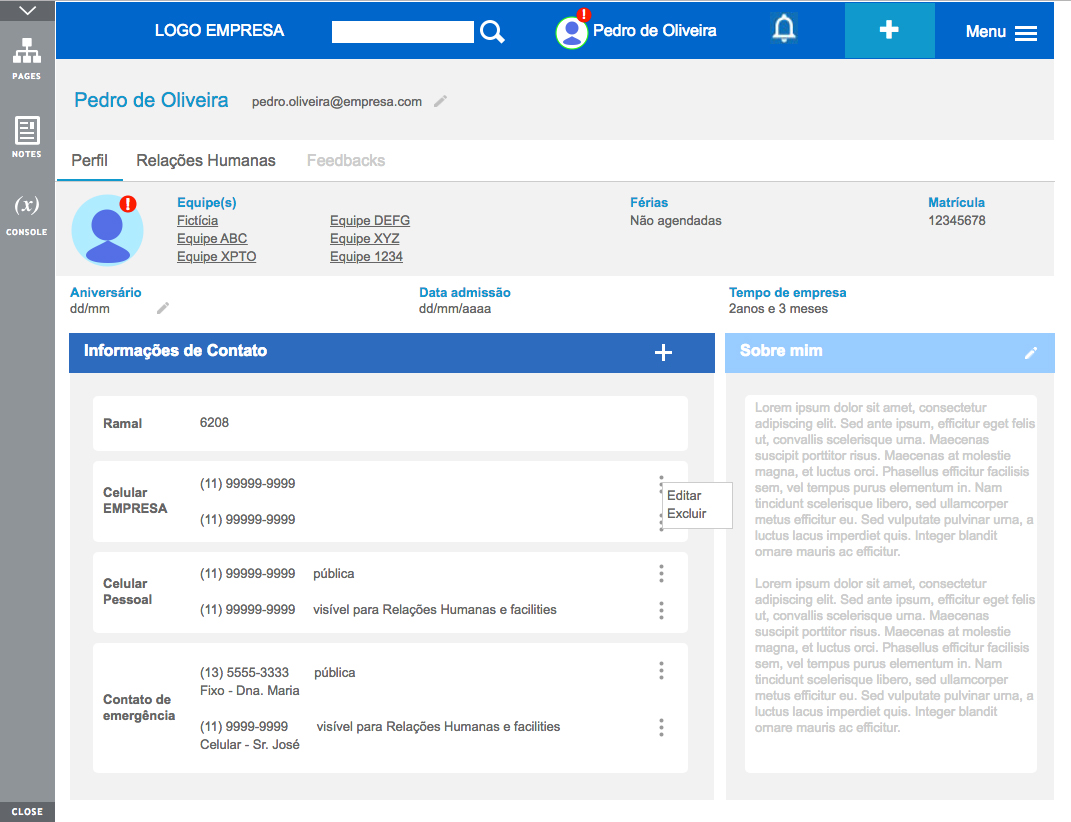 LOGO EMPRESA
Pedro de Oliveira
Menu
PAGES
NOTES
(x)
CONSOLE
CLOSE
Pedro de Oliveira
pedro.oliveira@empresa.com
Perfil
Relações Humanas
Feedbacks
Equipe(s)
Fictícia
Equipe ABC
Equipe XPTO
Equipe DEFG
Equipe XYZ
Equipe 1234
Férias
Não agendadas
Matrícula
12345678
Aniversário
dd/mm
Data admissão
dd/mm/aaaa
Tempo de empresa
2anos e 3 meses
Informações de Contato
Ramal
6208
Celular
EMPRESA
(11) 99999-9999
(11) 99999-9999
Editar
Excluir
Celular
Pessoal
(11) 99999-9999 pública
(11) 99999-9999 visível para Relações Humanas e facilities
Contato de
emergência
(13) 5555-3333 pública
Fixo - Dna. Maria
(11) 9999-9999 visível para Relações Humanas e facilities
Celular - Sr. José
Sobre mim
Lorem ipsum dolor sit amet, consectetur
adipiscing elit. Sed ante ipsum, efficitur eget felis
ut, convallis scelerisque urna. Maecenas
suscipit porttitor risus. Maecenas at molestie
magna, et luctus orci. Phasellus efficitur facilisis
sem, vel tempus purus elementum in. Nam
tincidunt scelerisque libero, sed ullamcorper
metus efficitur eu. Sed vulputate pulvinar urna, a
luctus lacus imperdiet quis. Integer blandit
ornare mauris ac efficitur.
Lorem ipsum dolor sit amet, consectetur
adipiscing elit. Sed ante ipsum, efficitur eget felis
ut, convallis scelerisque urna. Maecenas
suscipit porttitor risus. Maecenas at molestie
magna, et luctus orci. Phasellus efficitur facilisis
sem, vel tempus purus elementum in. Nam
tincidunt scelerisque libero, sed ullamcorper
metus efficitur eu. Sed vulputate pulvinar urna, a
luctus lacus imperdiet quis. Integer blandit
ornare mauris ac efficitur.